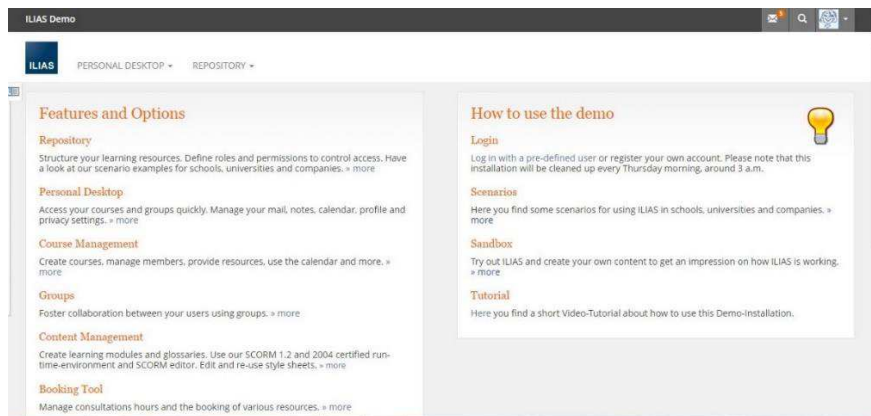 ILIAS Demo
ILIAS
PERSONAL DESKTOP
REPOSITORY
Features and Options
Repository
Structure your learning resources. Define roles and permissions to control access. Have
a look at our scenario examples for schools, universities and companies. » more
Personal Desktop
Access your courses and groups quickly. Manage your mail, notes, calendar, profile and
privacy settings. » more
Course Management
Create courses, manage members, provide resources, use the calendar and more. »
more
Groups
Foster collaboration between your users using groups. » more
Content Management
Create learning modules and glossaries. Use our SCORM 1.2 and 2004 certified run-
time-environment and SCORM editor. Edit and re-use style sheets. » more
Booking Tool
Manage consultations hours and the booking of various resources. » more
How to use the demo
Login
Log in with a pre-defined user or register your own account. Please note that this
installation will be cleaned up every Thursday morning, around 3 a.m.
Scenarios
Here you find some scenarios for using ILIAS in schools, universities and companies. »
more
Sandbox
Try out ILIAS and create your own content to get an impression on how ILIAS is working.
» more
Tutorial
Here you find a short Video-Tutorial about how to use this Demo-Installation.